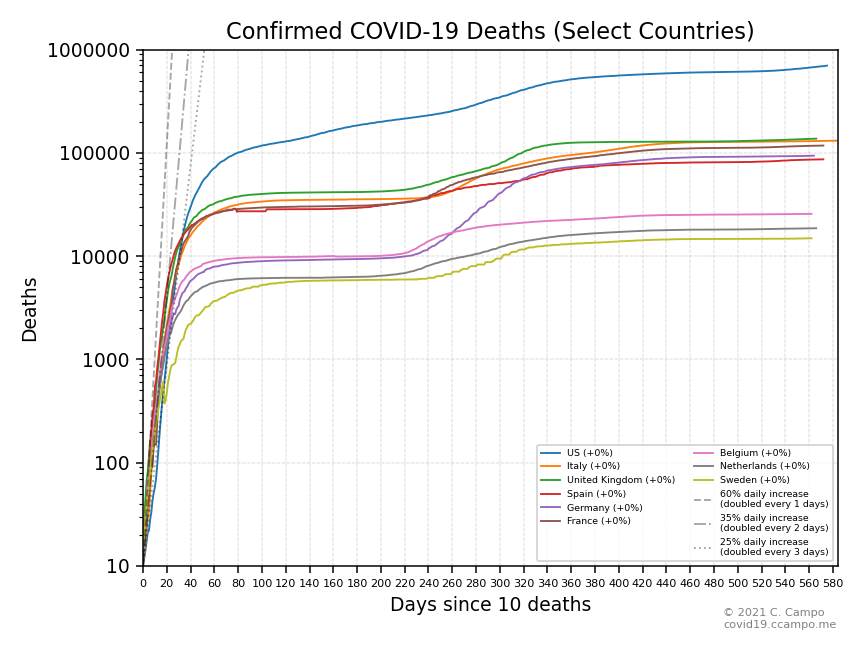 Confirmed COVID-19 Deaths (Select Countries)
1000000
100000
10000
1000
100
10
Deaths
0 20 40 60 80 100 120 140 160 180 200 220 240 260 280 300 320 340 360 380 400 420 440 460 480 500 520 540 560 580
Days since 10 deaths
US (+0%)
Italy (+0%)
United Kingdom (+0%)
Spain (+0%)
Germany (+0%)
France (+0%)
Belgium (+0%)
Netherlands (+0%)
Sweden (+0%)
60% daily increase
(doubled every 1 days)
35% daily increase
(doubled every 2 days)
25% daily increase
(doubled every 3 days)
© 2021 C. Campo
covid19.ccampo.me